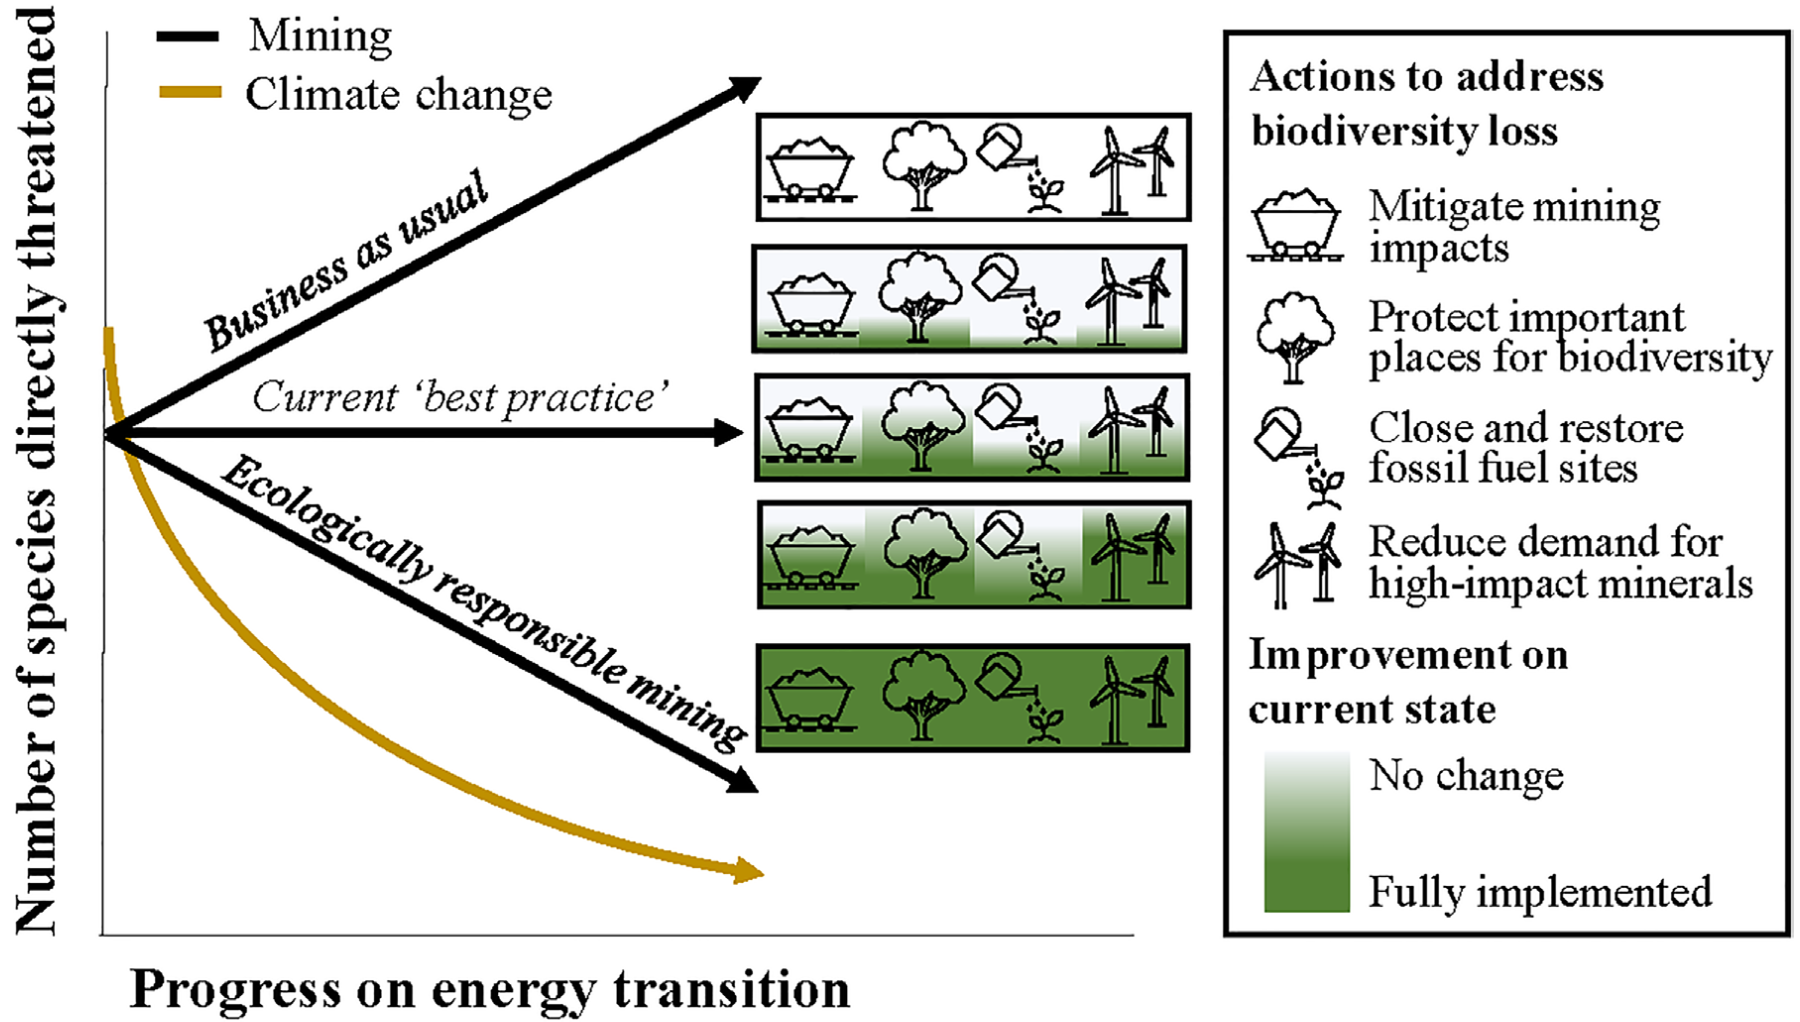 Number of species directly threatened
Mining
Climate change
Business as usual
Current ‘best practice’
Ecologically responsible mining
Progress on energy transition
Actions to address
biodiversity loss
Mitigate mining
impacts
Protect important
places for biodiversity
Close and restore
fossil fuel sites
Reduce demand for
high-impact minerals
Improvement on
current state
No change
Fully implemented